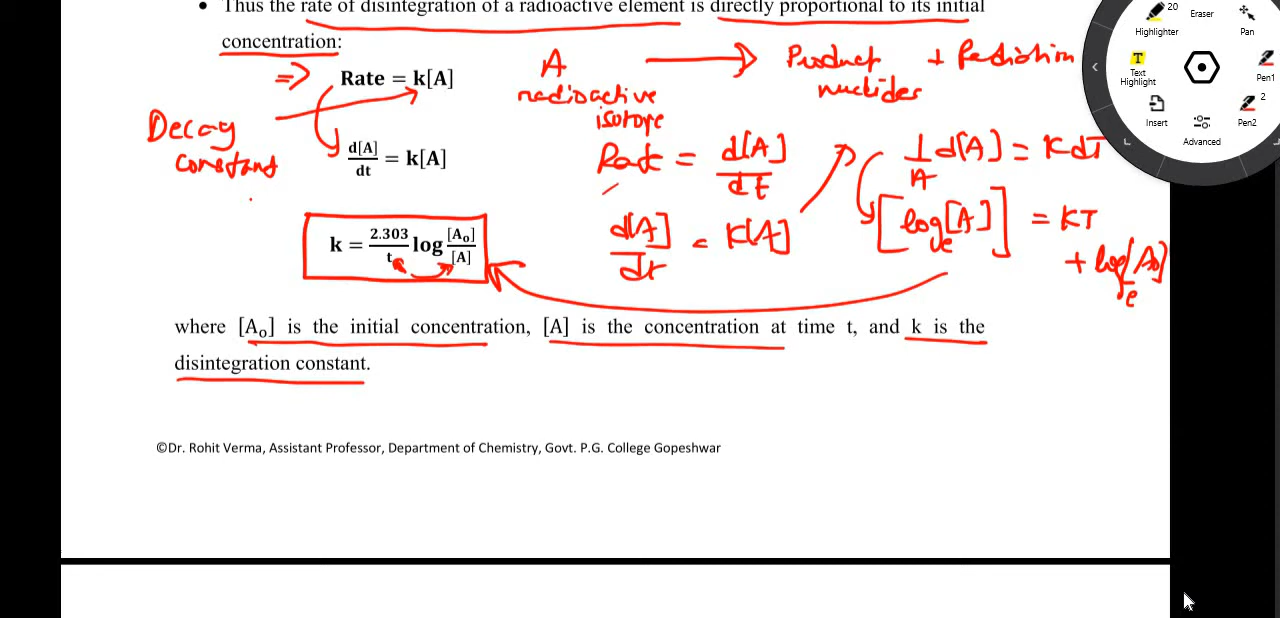 • Thus the rate of disintegration of a radioactive element is directly proportional to its initial
concentration:
=> Rate = k[A]
A → Product + Radiation
radioactive isotope
nuclides
Decay
constant
d[A]/dt = k[A]
Rate = d[A]/dt
1/A d[A] = Kdt
d[A]/dt = K[A]
[loge[A]] = KT
+ loge[A0]
k = 2.303/t log [Ao]/[A]
where [Ao] is the initial concentration, [A] is the concentration at time t, and k is the
disintegration constant.
©Dr. Rohit Verma, Assistant Professor, Department of Chemistry, Govt. P.G. College Gopeshwar
20
Highlighter
Eraser
Pan
T
Text
Highlight
Pen1
Insert
2
Pen2
Advanced